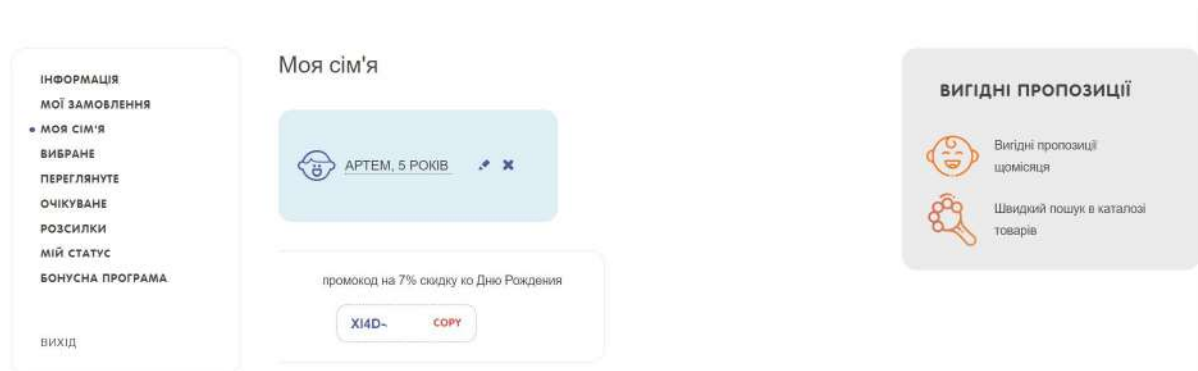 ІНФОРМАЦІЯ
МОЇ ЗАМОВЛЕННЯ
МОЯ СІМ'Я
ВИБРАНЕ
ПЕРЕГЛЯНУТЕ
ОЧІКУВАНЕ
РОЗСИЛКИ
МІЙ СТАТУС
БОНУСНА ПРОГРАМА
ВИХІД
Моя сім'я
АРТЕМ, 5 РОКІВ
промокод на 7% скидку ко Дню Рождения
XI4D-
COPY
ВИГІДНІ ПРОПОЗИЦІЇ
Вигідні пропозиції
щомісяця
Швидкий пошук в каталозі
товарів